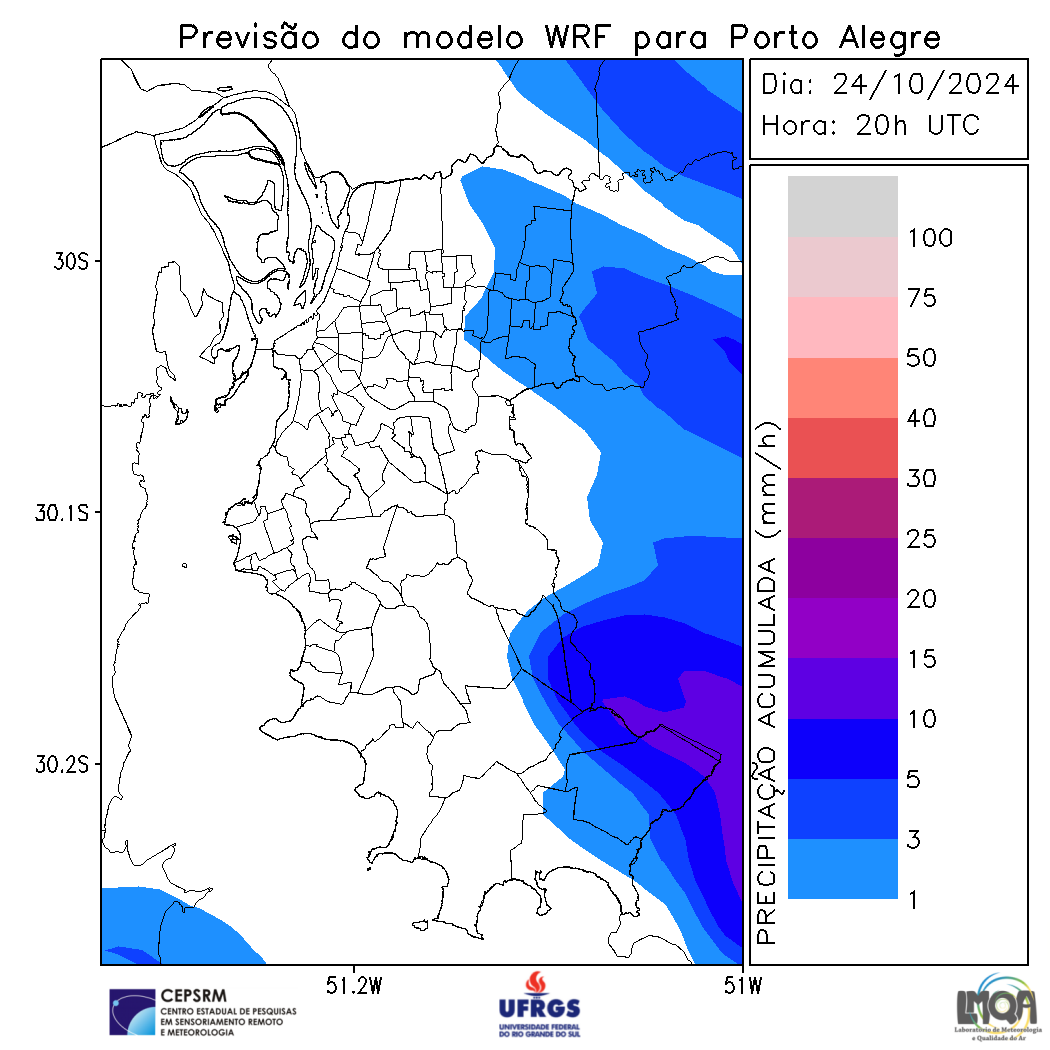 Previsão do modelo WRF para Porto Alegre
Dia: 24/10/2024
Hora: 20h UTC
30S
30.1S
30.2S
51.2W
51W
PRECIPITAÇÃO ACUMULADA (mm/h)
100
75
50
40
30
25
20
15
10
5
3
1
CEPSRM
CENTRO ESTADUAL DE PESQUISAS
EM SENSORIAMENTO REMOTO
E METEOROLOGIA
UFRGS
UNIVERSIDADE FEDERAL
DO RIO GRANDE DO SUL
LMQA
Laboratório de Meteorologia
e Qualidade do Ar